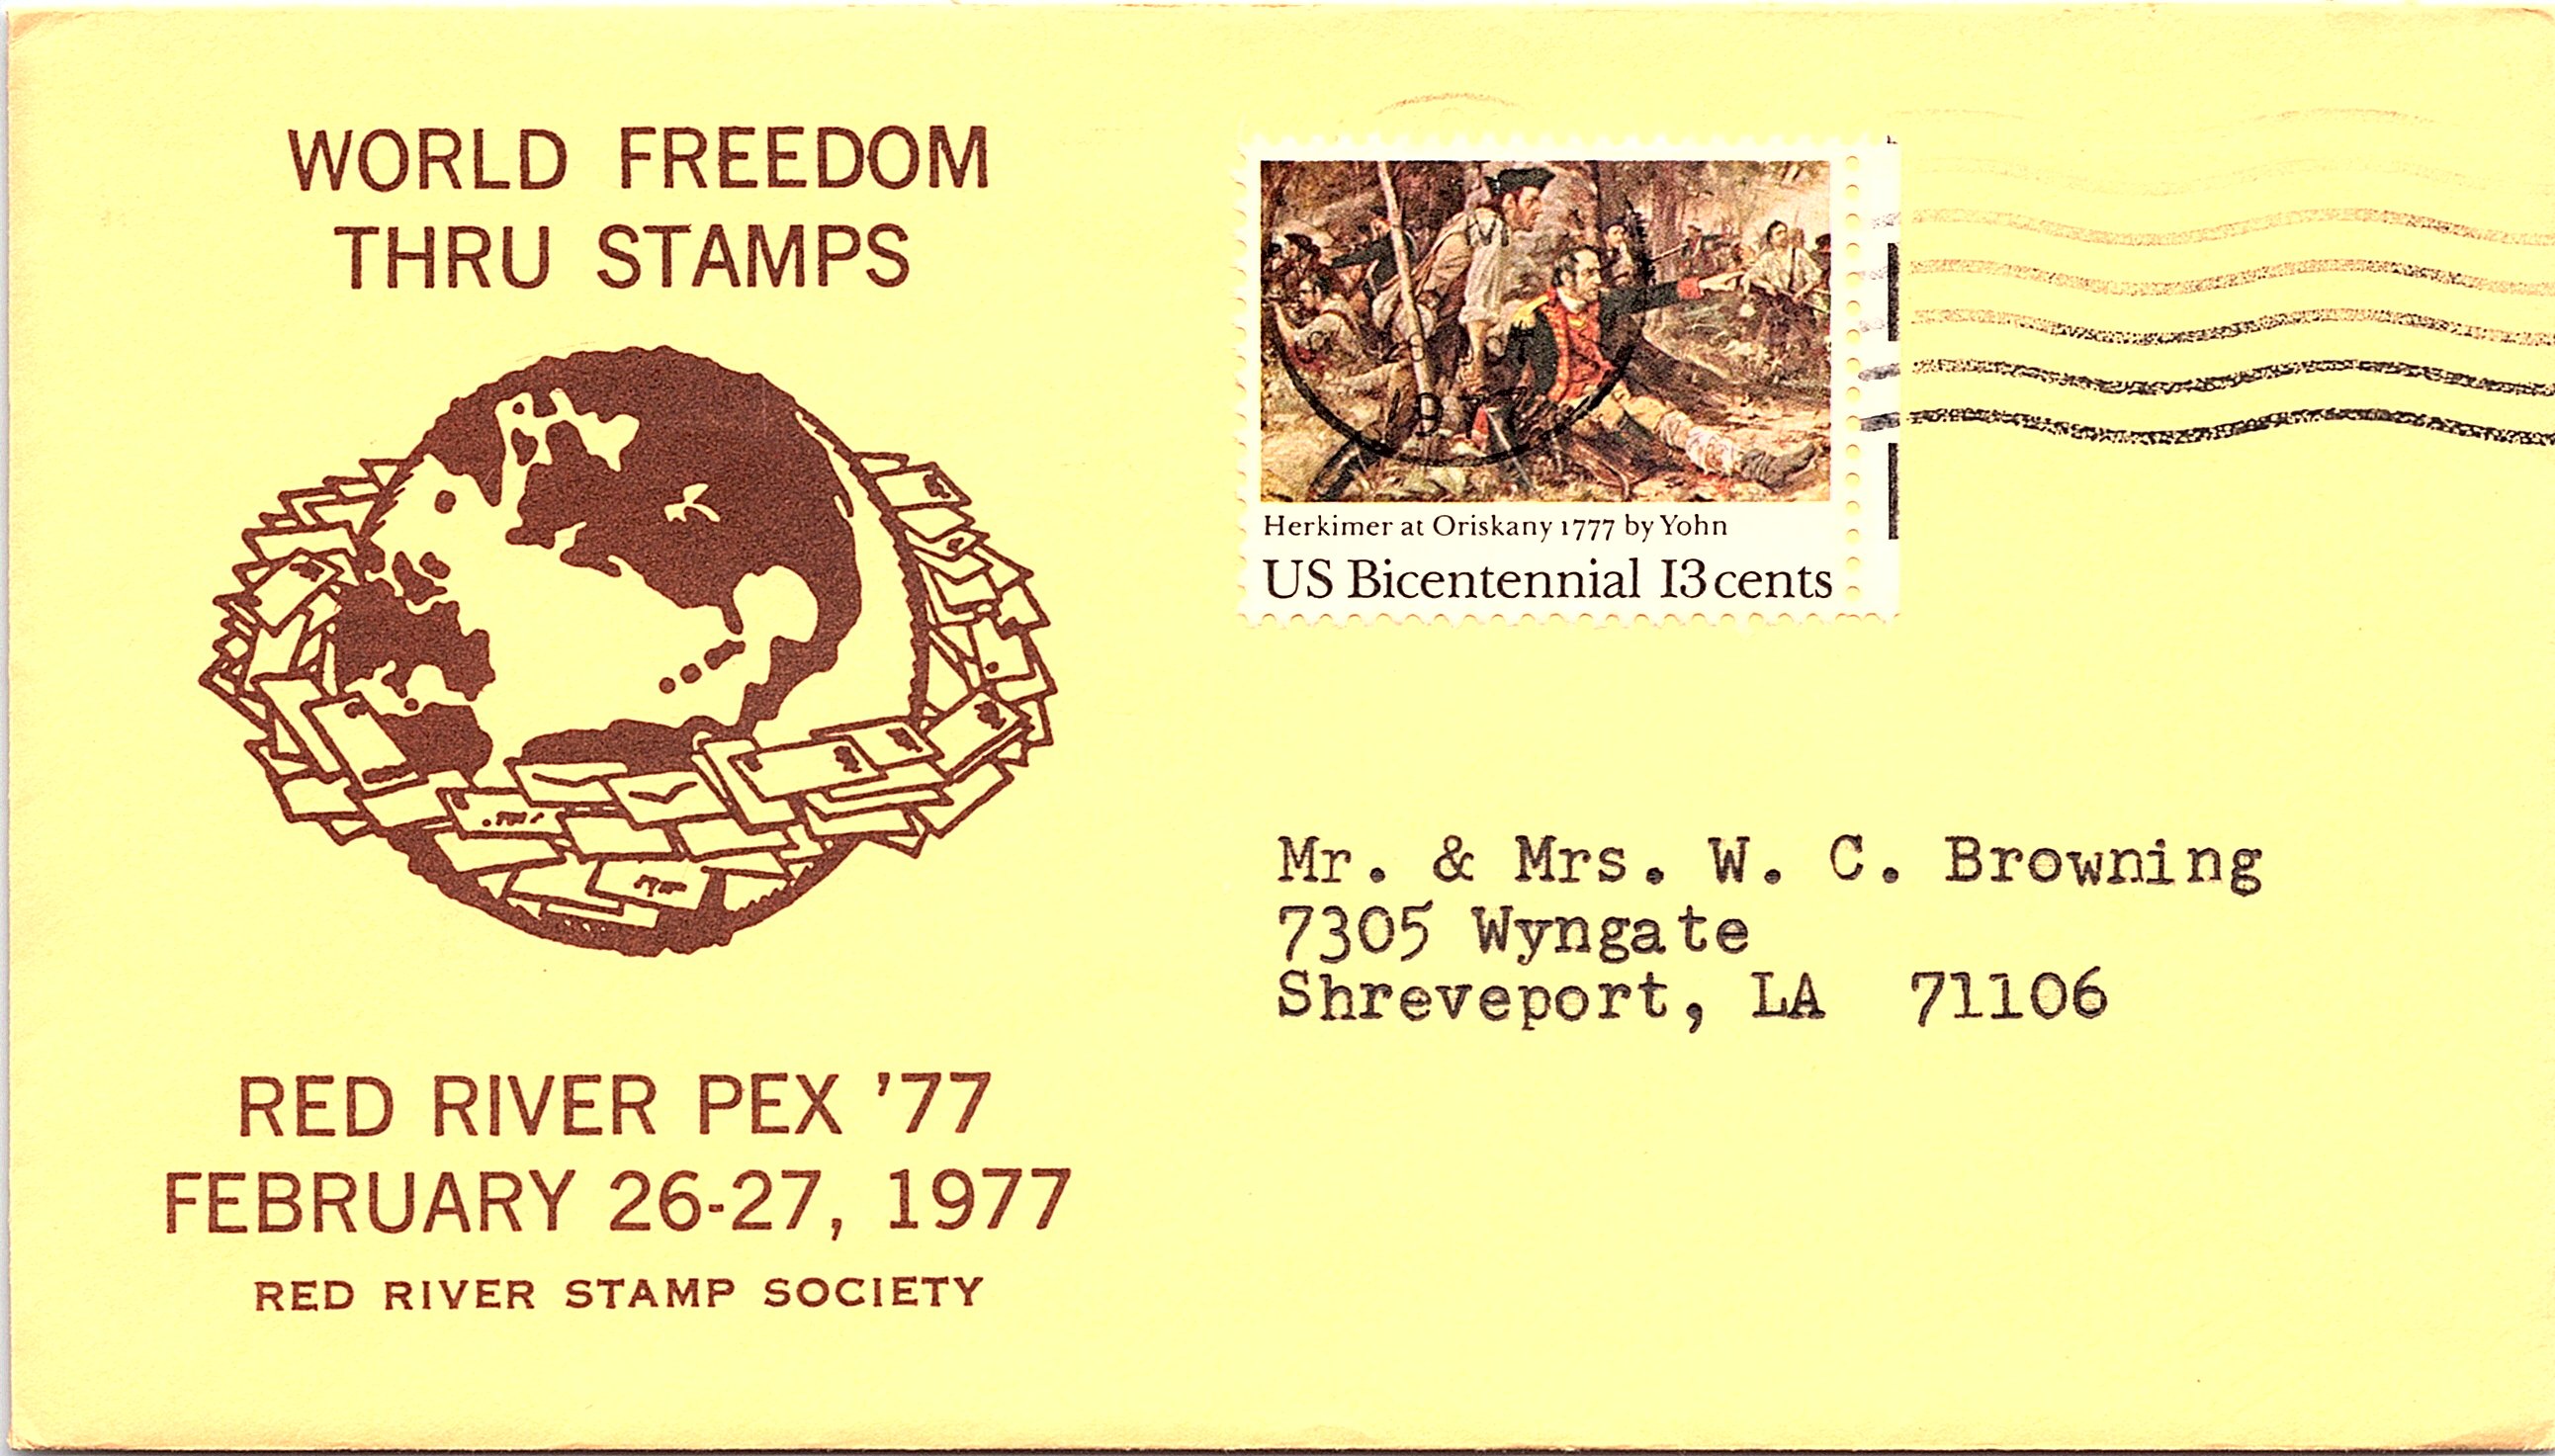 WORLD FREEDOM
THRU STAMPS
RED RIVER PEX '77
FEBRUARY 26-27, 1977
RED RIVER STAMP SOCIETY
Herkimer at Oriskany 1777 by Yohn
US Bicentennial 13 cents
Mr. & Mrs. W. C. Browning
7305 Wyngate
Shreveport, LA 71106